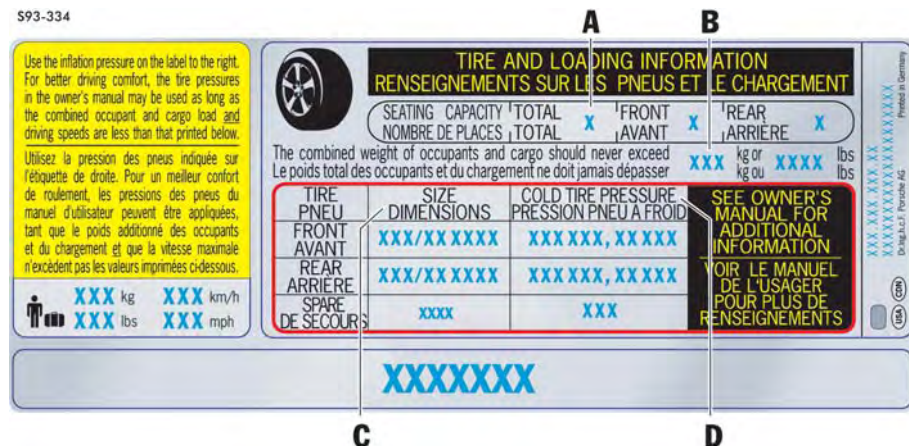 S93-334
A
B
Use the inflation pressure on the label to the right.
For better driving comfort, the tire pressures
in the owner's manual may be used as long as
the combined occupant and cargo load and
driving speeds are less than that printed below.
Utilisez la pression des pneus indiquée sur
l'étiquette de droite. Pour un meilleur confort
de roulement, les pressions des pneus du
manuel d'utilisateur peuvent être appliquées,
tant que le poids additionné des occupants
et du chargement et que la vitesse maximale
n'excèdent pas les valeurs imprimées ci-dessous.
XXX kg XXX km/h
XXX lbs XXX mph
TIRE AND LOADING INFORMATION
RENSEIGNEMENTS SUR LES PNEUS ET LE CHARGEMENT
SEATING CAPACITY TOTAL X FRONT X REAR X
NOMBRE DE PLACES TOTAL AVANT ARRIÈRE
The combined weight of occupants and cargo should never exceed XXX kg or XXXX lbs
Le poids total des occupants et du chargement ne doit jamais dépasser kg ou lbs
TIRE SIZE COLD TIRE PRESSURE
PNEU DIMENSIONS PRESSION PNEU A FROID
FRONT
AVANT XXX/XX XXXX XXX XXX, XXXXX
REAR
ARRIÈRE XXX/XX XXXX XXX XXX, XX XXX
SPARE
DE SECOURS XXXX XXX
SEE OWNER'S
MANUAL FOR
ADDITIONAL
INFORMATION
VOIR LE MANUEL
DE L'USAGER
POUR PLUS DE
RENSEIGNEMENTS
Dr.Ing.h.c.F. Porsche AG Printed in Germany
USA CDN
XXXXXXX
C
D